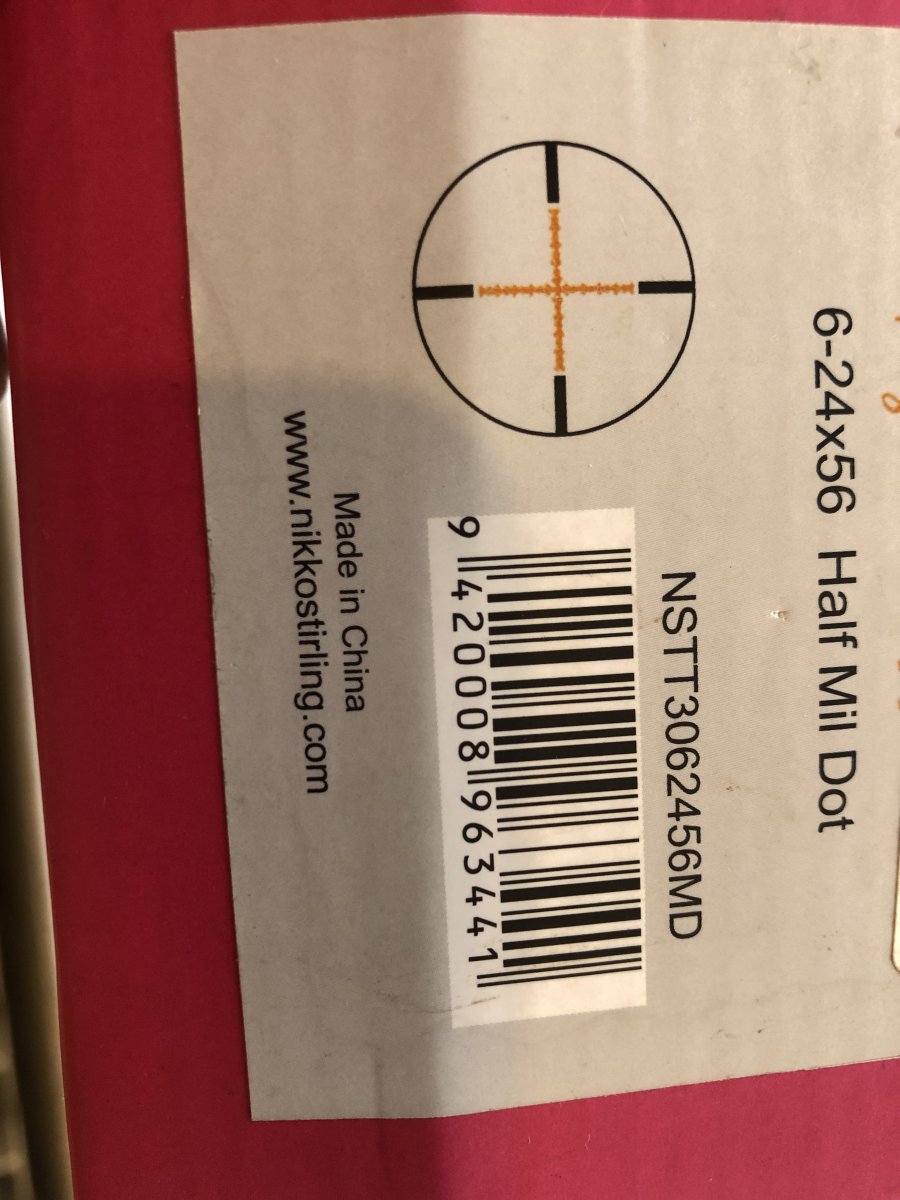 6-24x56 Half Mil Dot
NSTT3062456MD
9 420008 963441
Made in China
www.nikkostirling.com